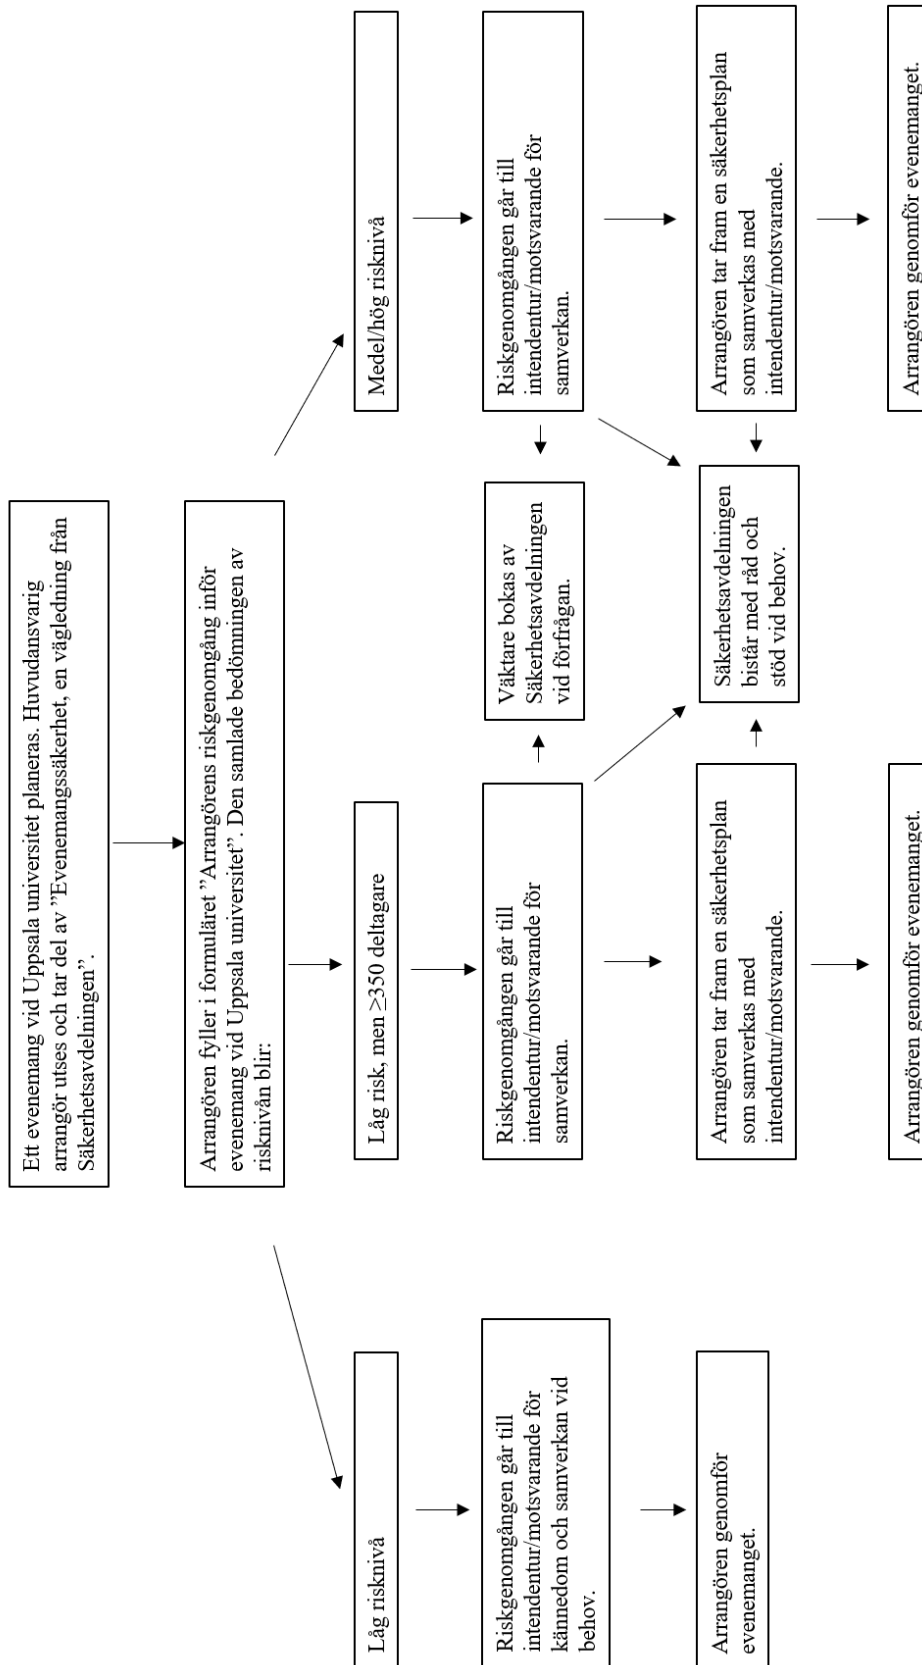 Ett evenemang vid Uppsala universitet planeras. Huvudansvarig
arrangör utses och tar del av ”Evenemangssäkerhet, en vägledning från
Säkerhetsavdelningen”.
Arrangören fyller i formuläret ”Arrangörens riskgenomgång inför
evenemang vid Uppsala universitet”. Den samlade bedömningen av
risknivån blir:
Låg risknivå
Låg risk, men ≥350 deltagare
Medel/hög risknivå
Riskgenomgången går till
intendentur/motsvarande för
kännedom och samverkan vid
behov.
Riskgenomgången går till
intendentur/motsvarande för
samverkan.
Väktare bokas av
Säkerhetsavdelningen
vid förfrågan.
Riskgenomgången går till
intendentur/motsvarande för
samverkan.
Arrangören genomför
evenemanget.
Arrangören tar fram en säkerhetsplan
som samverkas med
intendentur/motsvarande.
Säkerhetsavdelningen
bistår med råd och
stöd vid behov.
Arrangören tar fram en säkerhetsplan
som samverkas med
intendentur/motsvarande.
Arrangören genomför evenemanget.
Arrangören genomför evenemanget.